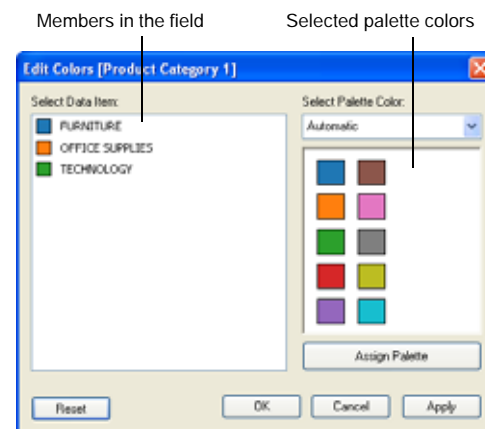 Members in the field
Selected palette colors
Edit Colors [Product Category 1]
Select Data Item:
Select Palette Color:
FURNITURE
OFFICE SUPPLIES
TECHNOLOGY
Automatic
Assign Palette
Reset
OK
Cancel
Apply